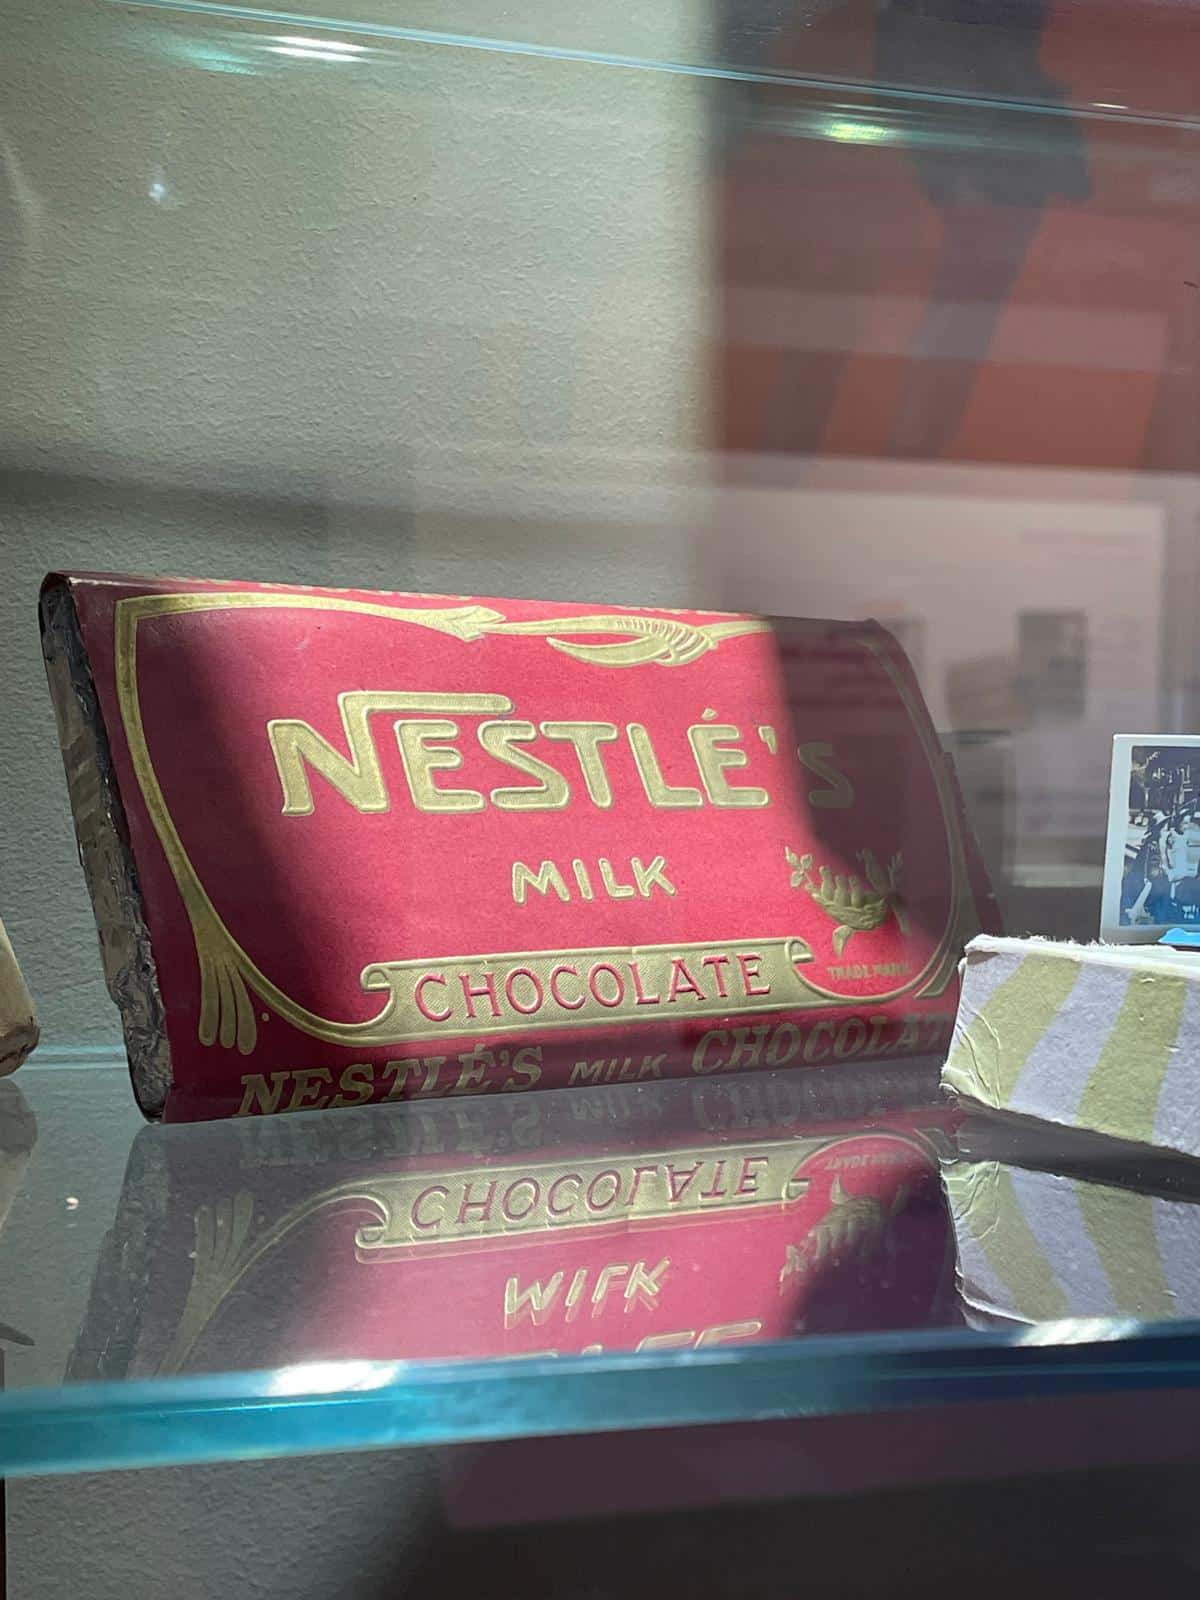 NESTLÉ'S
MILK
CHOCOLATE
TRADE MARK
NESTLÉ'S MILK CHOCOLAT